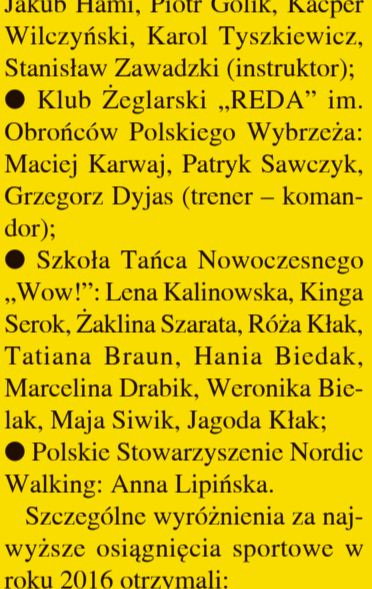 Jakub Hami, Piotr Golik, Kacper
Wilczyński, Karol Tyszkiewicz,
Stanisław Zawadzki (instruktor);
● Klub Żeglarski „REDA” im.
Obrońców Polskiego Wybrzeża:
Maciej Karwaj, Patryk Sawczyk,
Grzegorz Dyjas (trener – koman-
dor);
● Szkoła Tańca Nowoczesnego
„Wow!”: Lena Kalinowska, Kinga
Serok, Żaklina Szarata, Róża Kłak,
Tatiana Braun, Hania Biedak,
Marcelina Drabik, Weronika Bie-
lak, Maja Siwik, Jagoda Kłak;
● Polskie Stowarzyszenie Nordic
Walking: Anna Lipińska.
Szczególne wyróżnienia za naj-
wyższe osiągnięcia sportowe w
roku 2016 otrzymali: